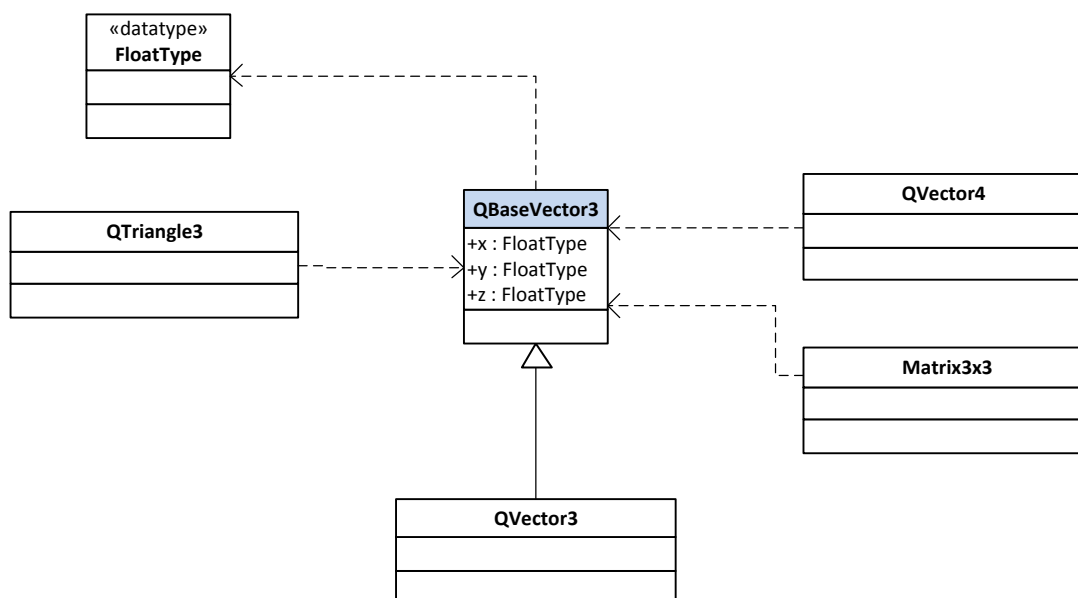 «datatype»
FloatType
QBaseVector3
+x : FloatType
+y : FloatType
+z : FloatType
QVector4
QTriangle3
Matrix3x3
QVector3